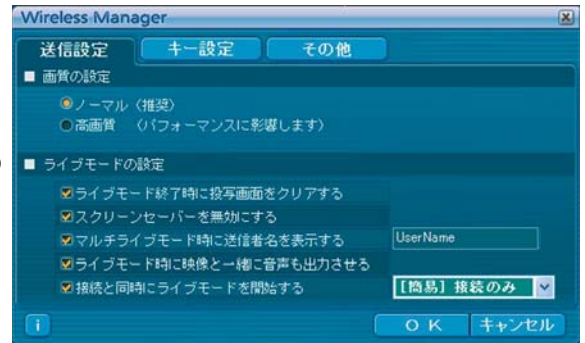 Wireless Manager
送信設定 キー設定 その他
画質の設定
ノーマル〈推奨〉
高画質 〈パフォーマンスに影響します〉
ライブモードの設定
ライブモード終了時に投写画面をクリアする
スクリーンセーバーを無効にする
マルチライブモード時に送信者名を表示する UserName
ライブモード時に映像と一緒に音声も出力させる
接続と同時にライブモードを開始する [簡易] 接続のみ
i OK キャンセル